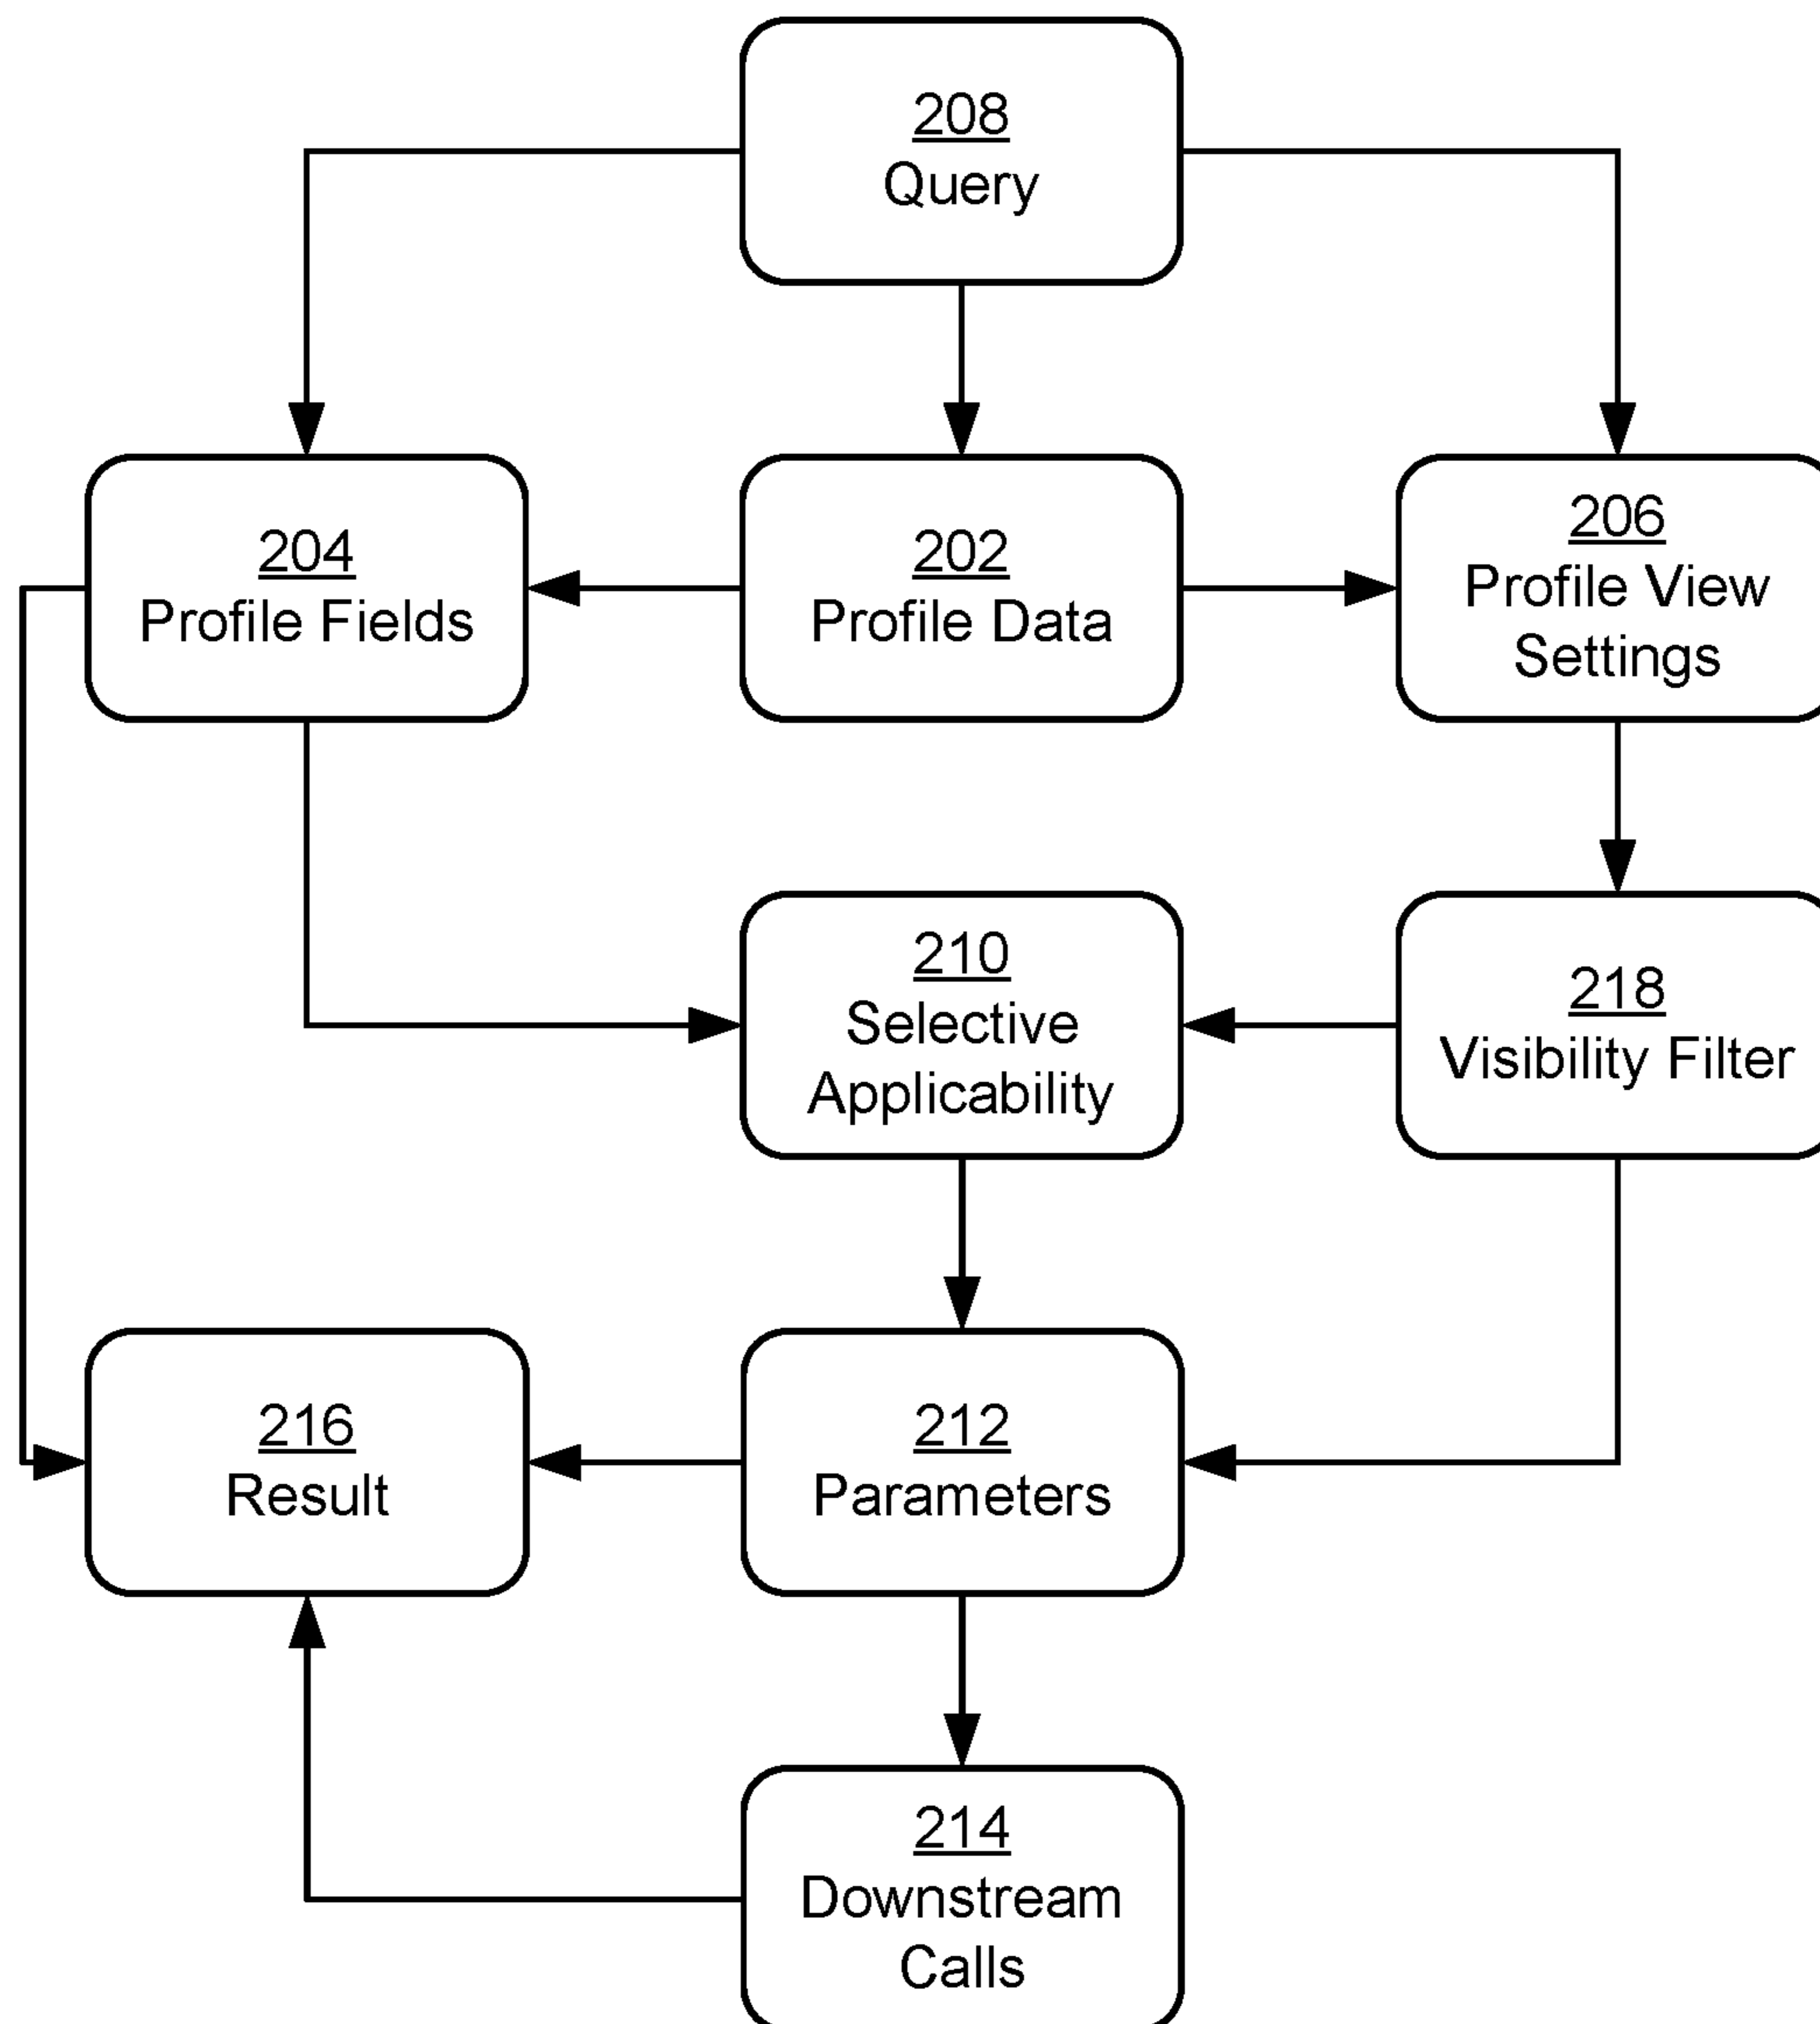 208
Query
204
Profile Fields
202
Profile Data
206
Profile View
Settings
210
Selective
Applicability
218
Visibility Filter
216
Result
212
Parameters
214
Downstream
Calls